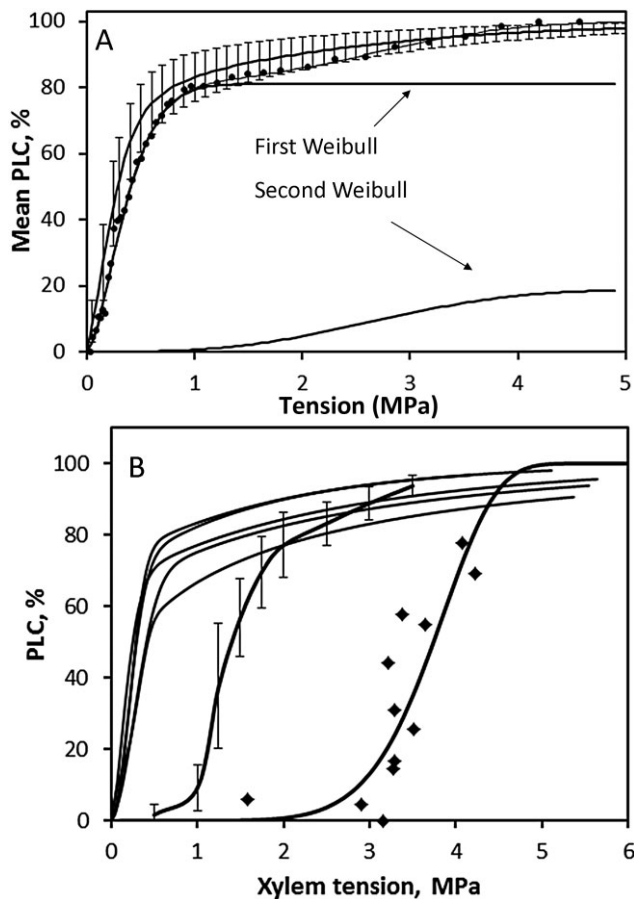 A
Mean PLC, %
100
80
60
40
20
0
First Weibull
Second Weibull
0 1 2 3 4 5
Tension (MPa)
B
PLC, %
100
80
60
40
20
0
0 1 2 3 4 5 6
Xylem tension, MPa